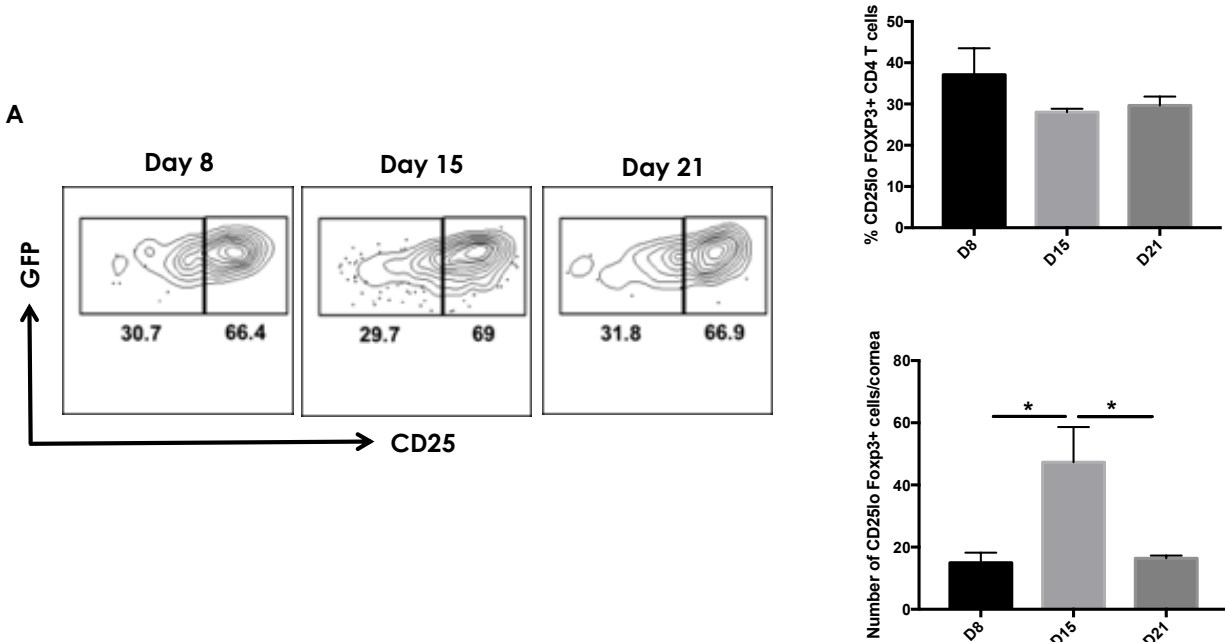 A
Day 8
Day 15
Day 21
GFP
30.7
66.4
29.7
69
31.8
66.9
CD25
% CD25lo FOXP3+ CD4 T cells
50
40
30
20
10
0
D8
D15
D21
Number of CD25lo Foxp3+ cells/cornea
80
60
40
20
0
*
*
D8
D15
D21